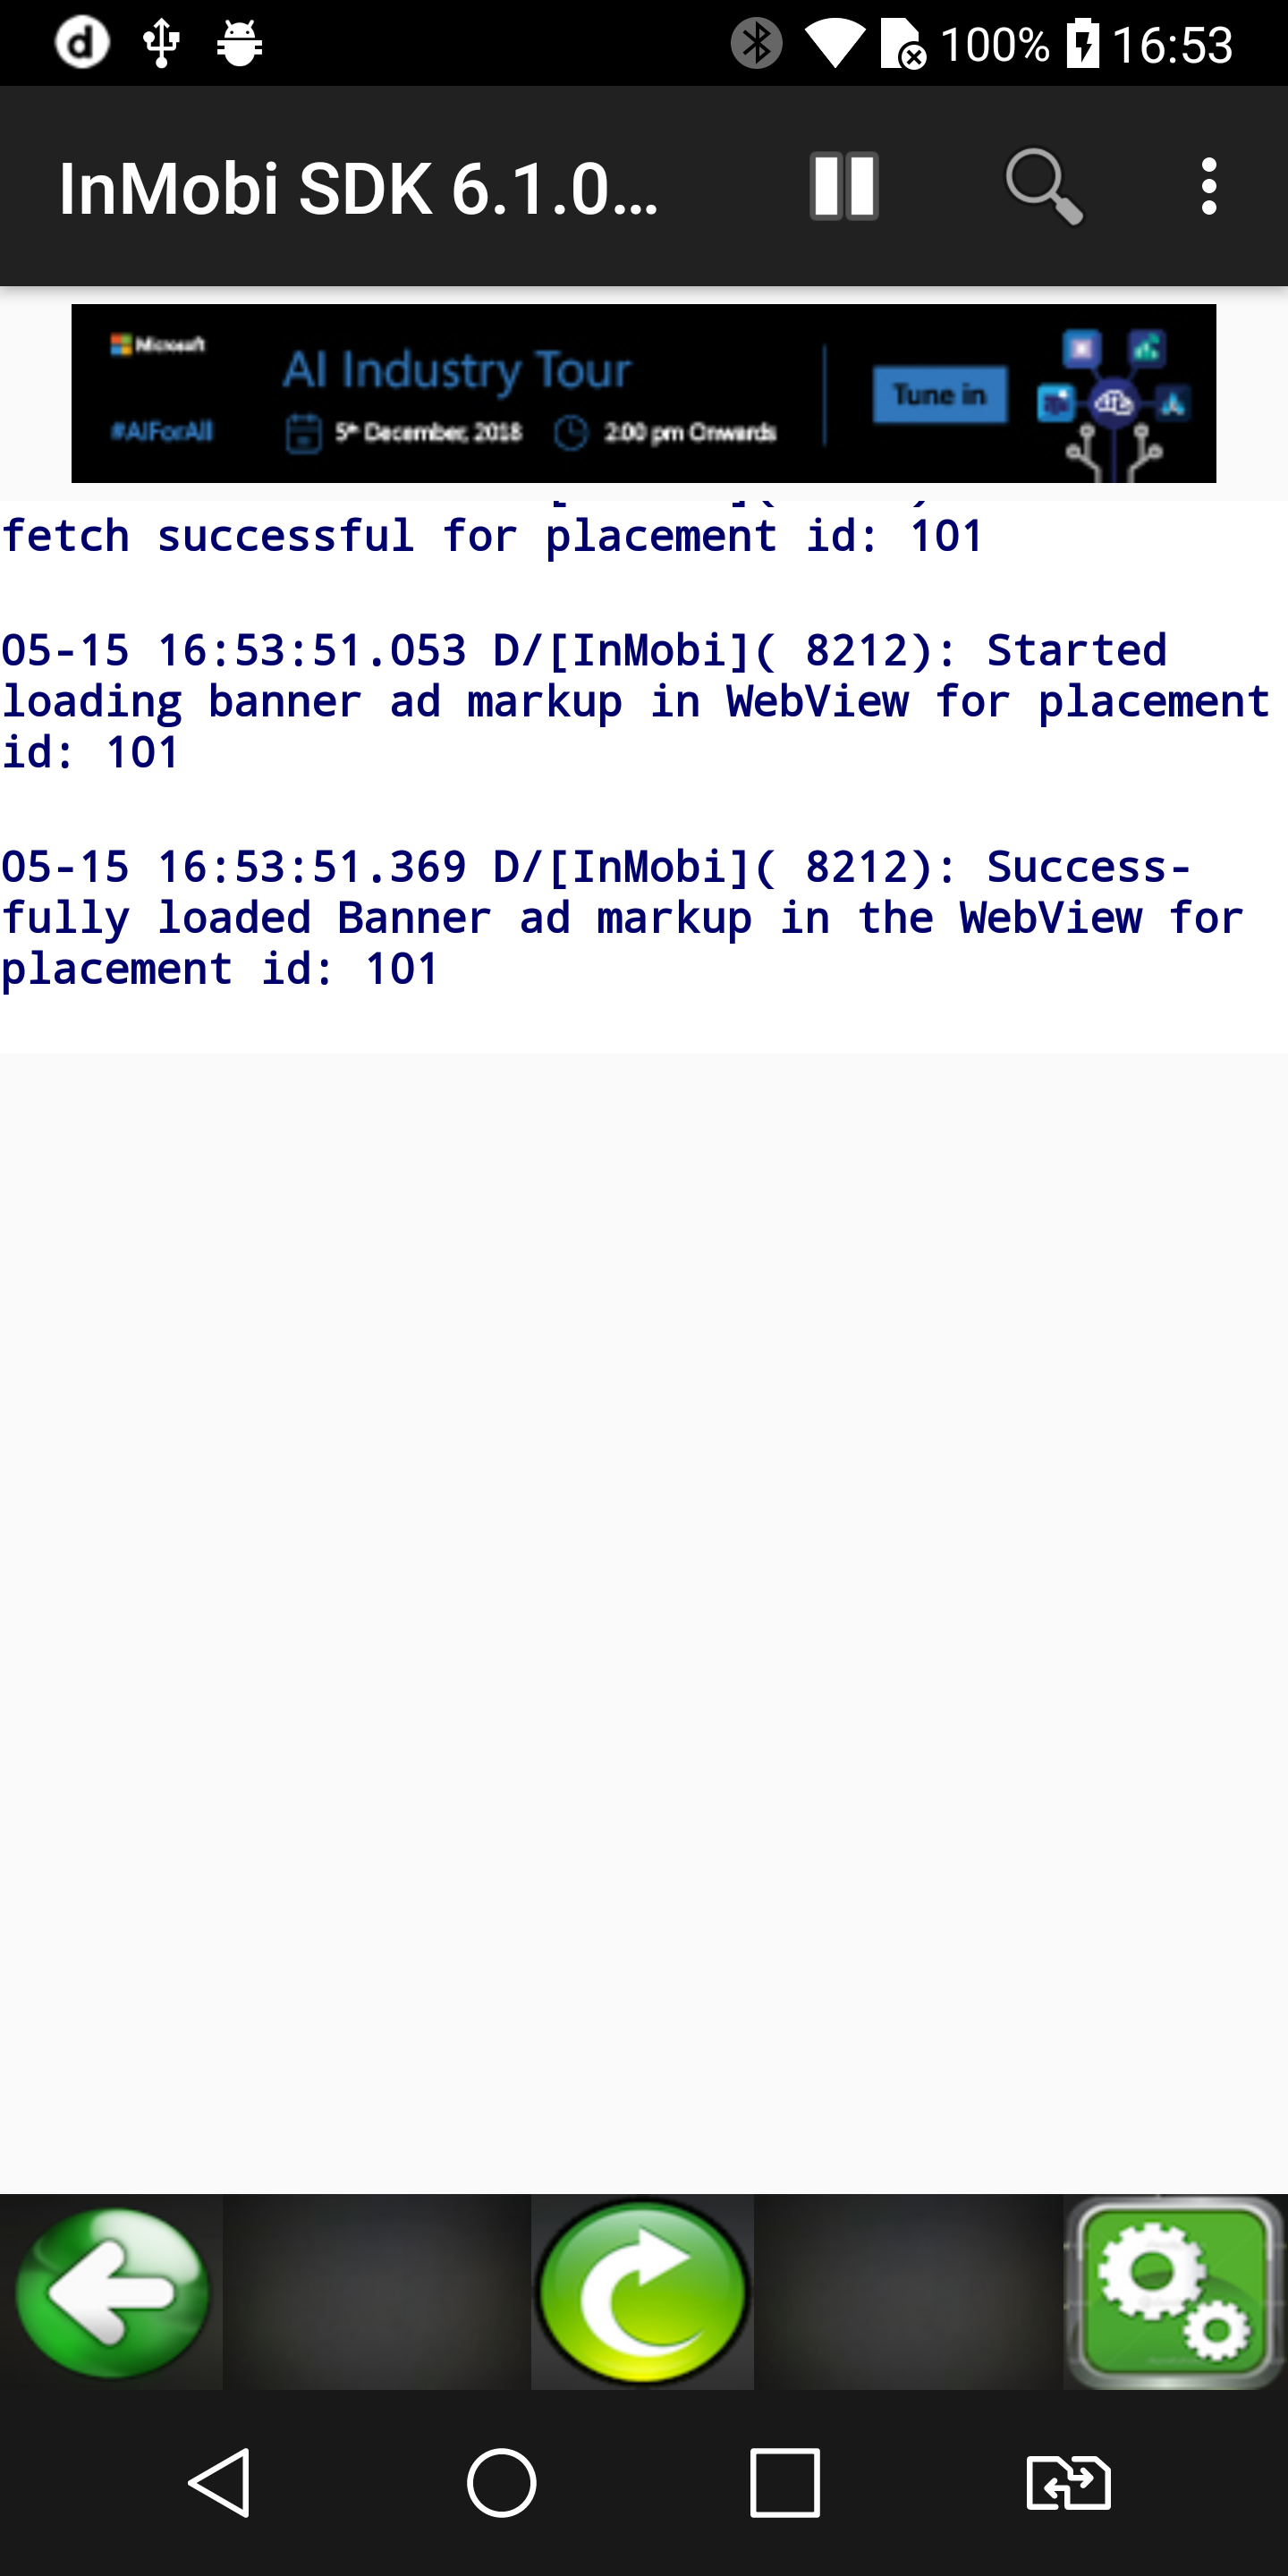 d
100% 16:53
InMobi SDK 6.1.0...
Microsoft
AI Industry Tour
Tune in
#AIForAll
5th December, 2018
2:00 pm Onwards
fetch successful for placement id: 101
05-15 16:53:51.053 D/[InMobi]( 8212): Started
loading banner ad markup in WebView for placement
id: 101
05-15 16:53:51.369 D/[InMobi]( 8212): Success-
fully loaded Banner ad markup in the WebView for
placement id: 101